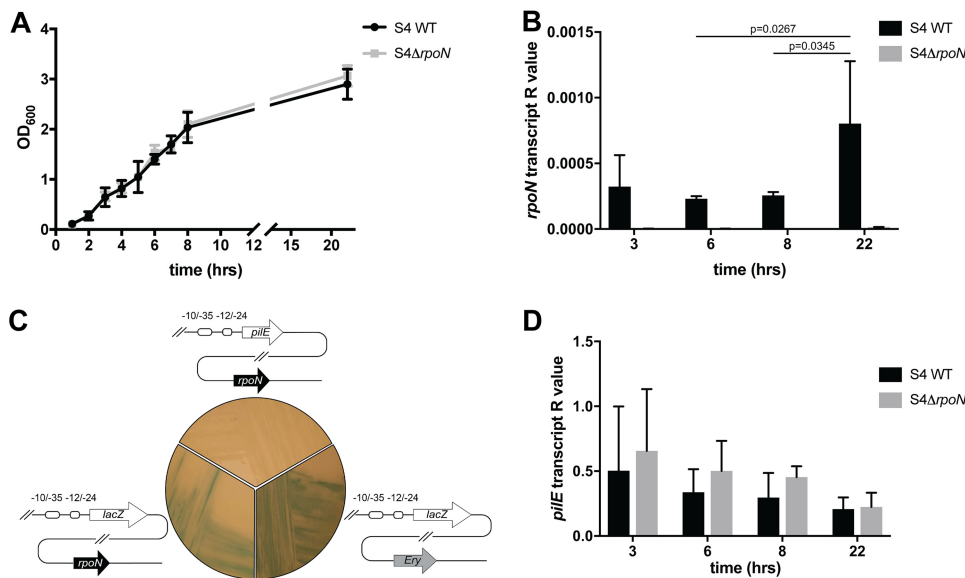 A
S4 WT
S4ΔrpoN
OD600
4
3
2
1
0
0 2 4 6 8 10 12 15 20
time (hrs)
B
S4 WT
S4ΔrpoN
p=0.0267
p=0.0345
rpoN transcript R value
0.0015
0.0010
0.0005
0.0000
3 6 8 22
time (hrs)
C
-10/-35 -12/-24
pilE
rpoN
-10/-35 -12/-24
lacZ
rpoN
-10/-35 -12/-24
lacZ
Ery
D
S4 WT
S4ΔrpoN
pilE transcript R value
1.5
1.0
0.5
0.0
3 6 8 22
time (hrs)